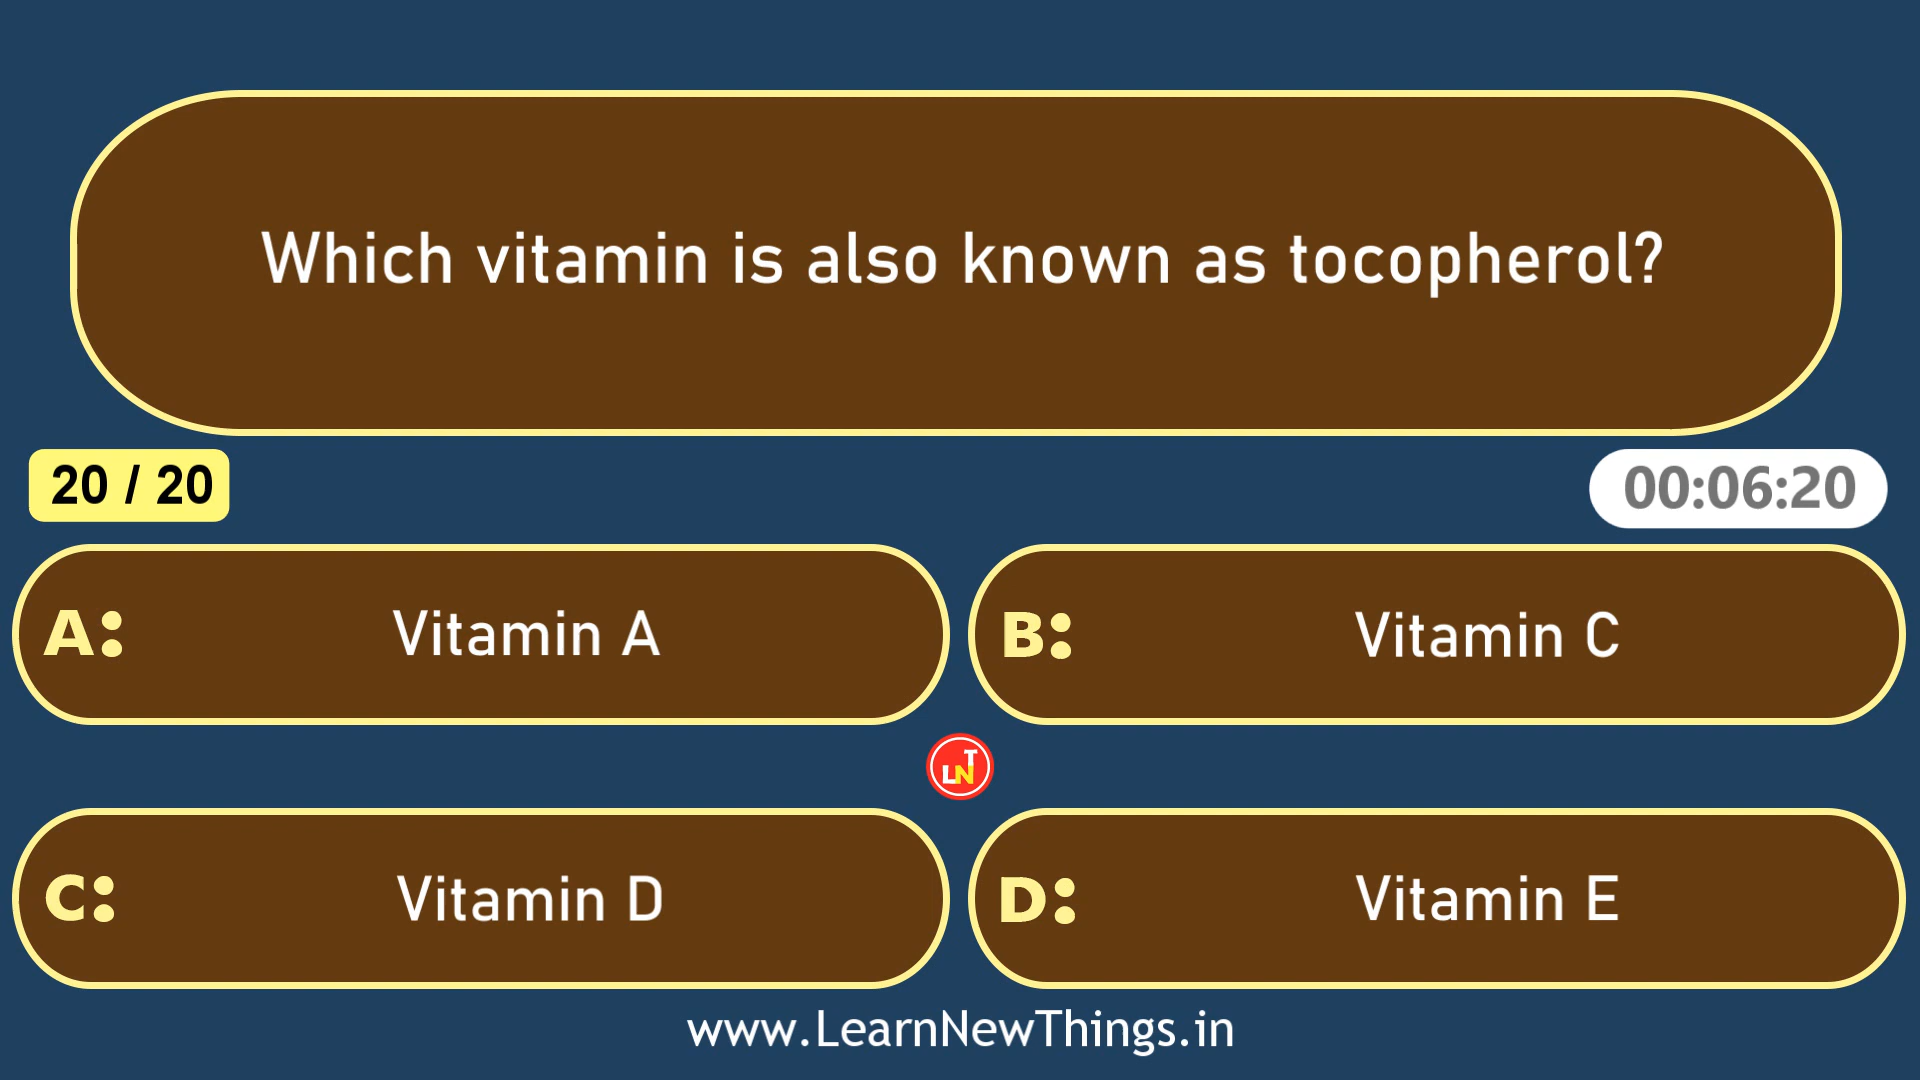 Which vitamin is also known as tocopherol?
20 / 20
00:06:20
A: Vitamin A
B: Vitamin C
LNT
C: Vitamin D
D: Vitamin E
www.LearnNewThings.in